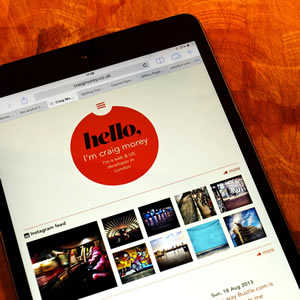 craigmorey.co.uk
Craig Mo...
hello,
I'm craig morey
I'm a web & UX
developer in
London
more
Instagram feed
more
Sun, 18 Aug 2013
Bustle.com is